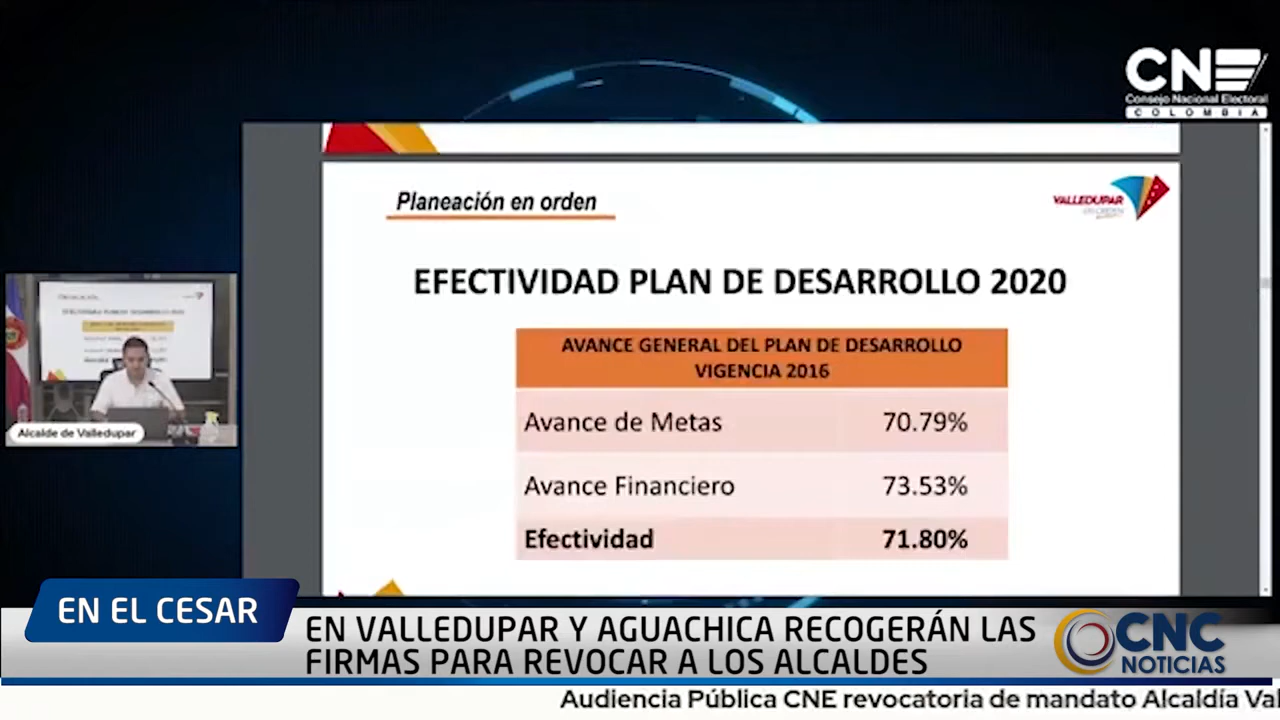 CNE
Consejo Nacional Electoral
COLOMBIA
Planeación en orden
VALLEDUPAR
EN ORDEN
EFECTIVIDAD PLAN DE DESARROLLO 2020
AVANCE GENERAL DEL PLAN DE DESARROLLO
VIGENCIA 2016
Avance de Metas 70.79%
Avance Financiero 73.53%
Efectividad 71.80%
Alcalde de Valledupar
EN EL CESAR
EN VALLEDUPAR Y AGUACHICA RECOGERÁN LAS
FIRMAS PARA REVOCAR A LOS ALCALDES
CNC
NOTICIAS
Audiencia Pública CNE revocatoria de mandato Alcaldía Val